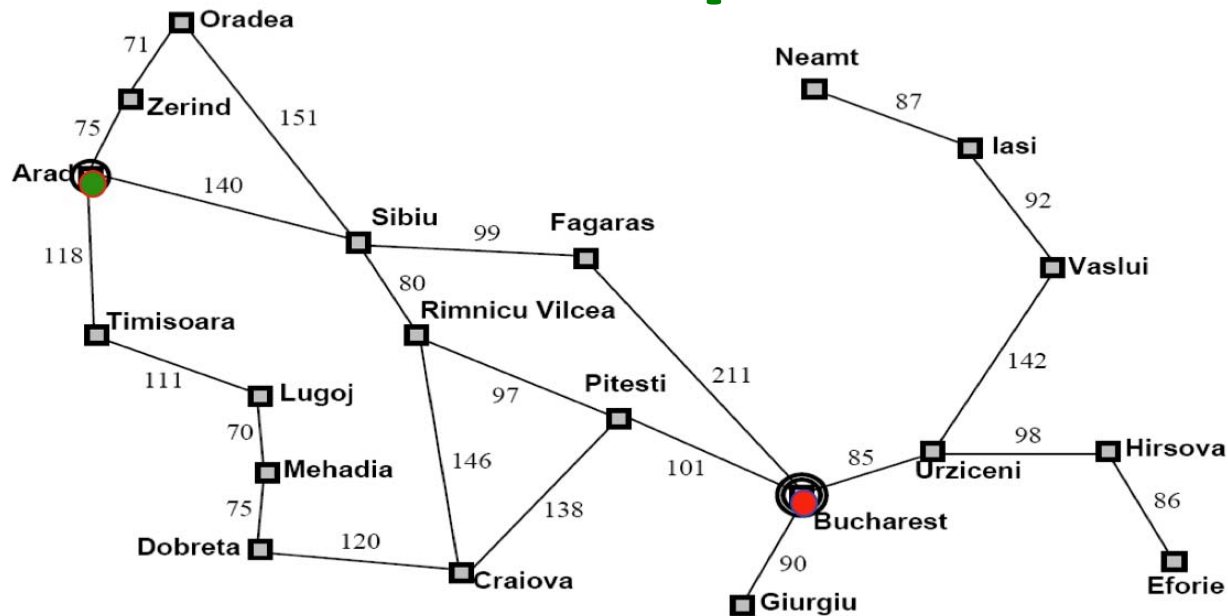 Oradea
71
Neamt
Zerind
87
75
151
Iasi
Arad
140
Sibiu
Fagaras
92
99
118
80
Vaslui
Rimnicu Vilcea
Timisoara
211
142
111
Lugoj
97
Pitesti
70
98
Hirsova
146
101
85
Urziceni
Mehadia
75
138
86
Bucharest
Dobreta
120
90
Craiova
Eforie
Giurgiu